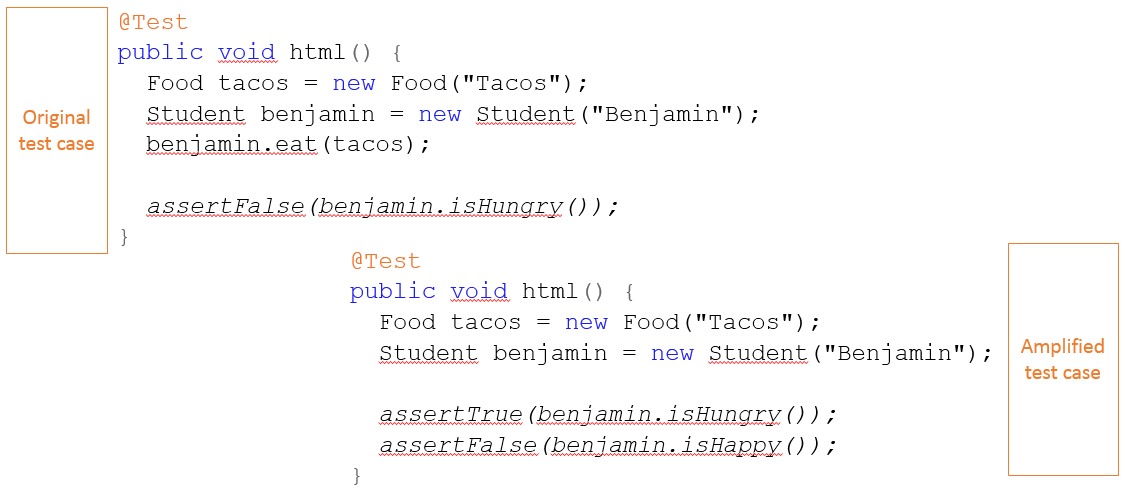 Original
test case
@Test
public void html() {
  Food tacos = new Food("Tacos");
  Student benjamin = new Student("Benjamin");
  benjamin.eat(tacos);

  assertFalse(benjamin.isHungry());
}
@Test
public void html() {
  Food tacos = new Food("Tacos");
  Student benjamin = new Student("Benjamin");

  assertTrue(benjamin.isHungry());
  assertFalse(benjamin.isHappy());
}
Amplified
test case